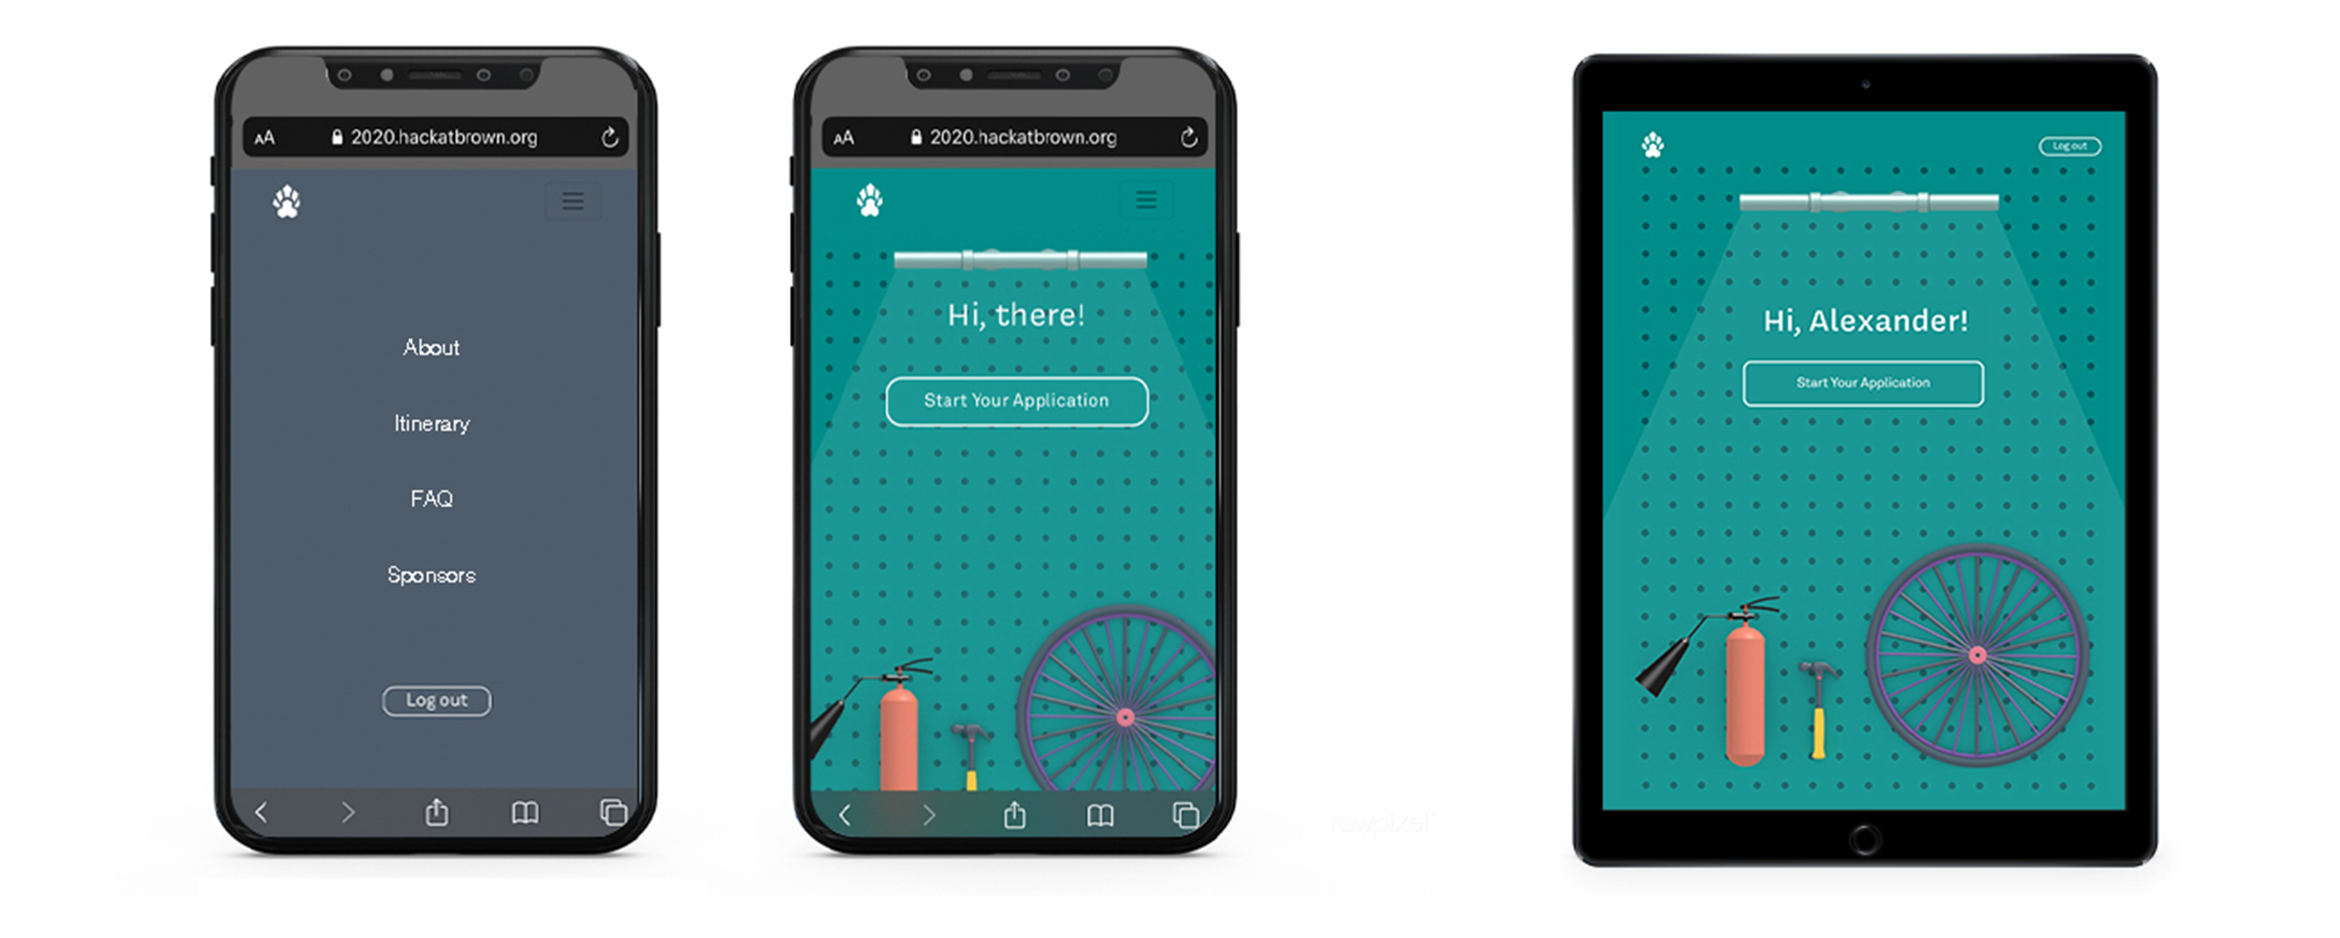 AA 2020.hackatbrown.org
About
Itinerary
FAQ
Sponsors
Log out
AA 2020.hackatbrown.org
Hi, there!
Start Your Application
rawpixel
Log out
Hi, Alexander!
Start Your Application